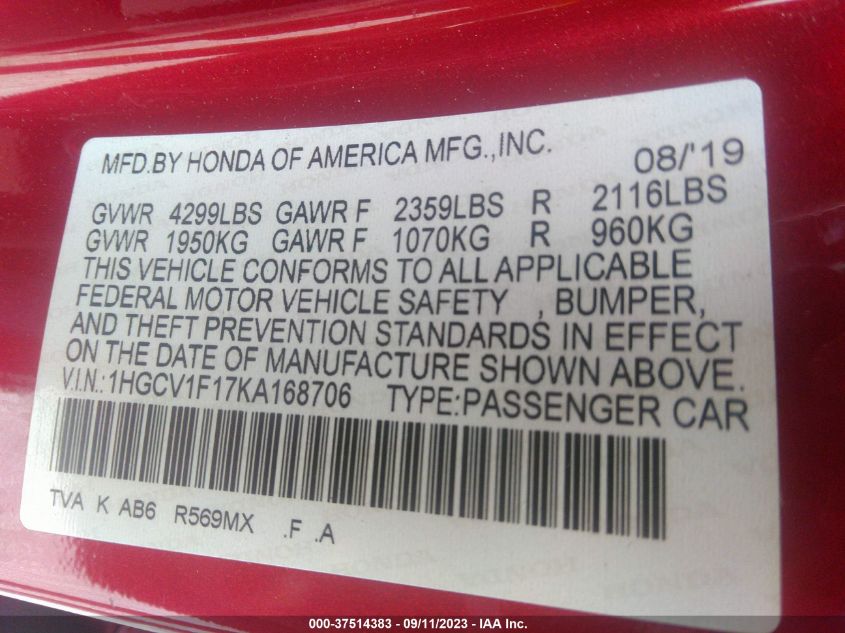 MFD.BY HONDA OF AMERICA MFG.,INC. 08/'19
GVWR 4299LBS GAWR F 2359LBS R 2116LBS
GVWR 1950KG GAWR F 1070KG R 960KG
THIS VEHICLE CONFORMS TO ALL APPLICABLE
FEDERAL MOTOR VEHICLE SAFETY , BUMPER,
AND THEFT PREVENTION STANDARDS IN EFFECT
ON THE DATE OF MANUFACTURE SHOWN ABOVE.
V.I.N.:1HGCV1F17KA168706 TYPE:PASSENGER CAR
TVA K AB6 R569MX .F .A
000-37514383 - 09/11/2023 - IAA Inc.